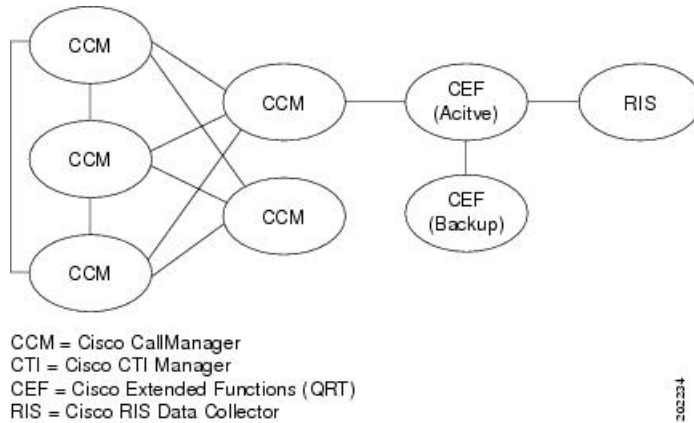 CCM
CCM
CEF
(Acitve)
RIS
CCM
CCM
CEF
(Backup)
CCM
CCM = Cisco CallManager
CTI = Cisco CTI Manager
CEF = Cisco Extended Functions (QRT)
RIS = Cisco RIS Data Collector
202234